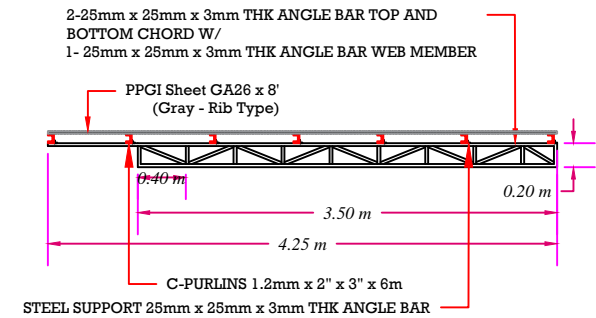 2-25mm x 25mm x 3mm THK ANGLE BAR TOP AND
BOTTOM CHORD W/
1- 25mm x 25mm x 3mm THK ANGLE BAR WEB MEMBER
PPGI Sheet GA26 x 8'
(Gray - Rib Type)
0.40 m
0.20 m
3.50 m
4.25 m
C-PURLINS 1.2mm x 2" x 3" x 6m
STEEL SUPPORT 25mm x 25mm x 3mm THK ANGLE BAR